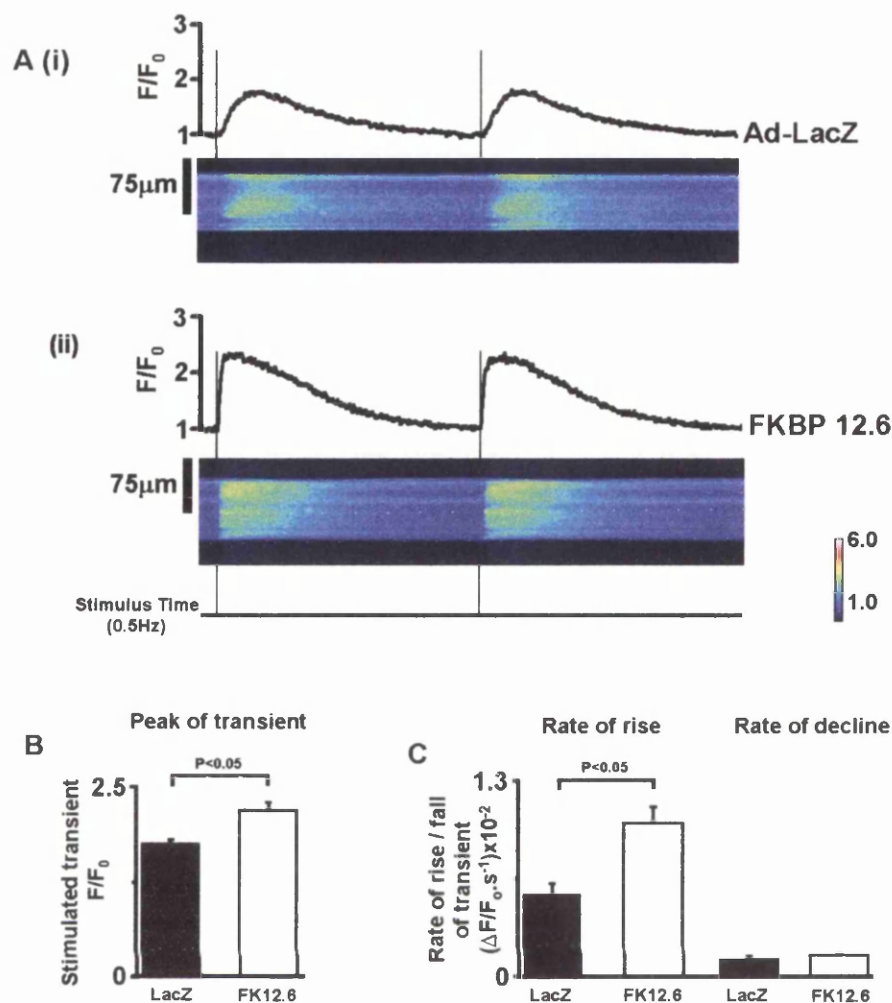 A (i)
3
2
1
F/F0
Ad-LacZ
75μm
(ii)
3
2
1
F/F0
FKBP 12.6
75μm
6.0
1.0
Stimulus Time
(0.5Hz)
B
Peak of transient
P<0.05
2.5
0
Stimulated transient
F/F0
LacZ
FK12.6
C
Rate of rise
Rate of decline
P<0.05
1.3
0
Rate of rise / fall
of transient
(ΔF/Fo.s-1)x10-2
LacZ
FK12.6
LacZ
FK12.6